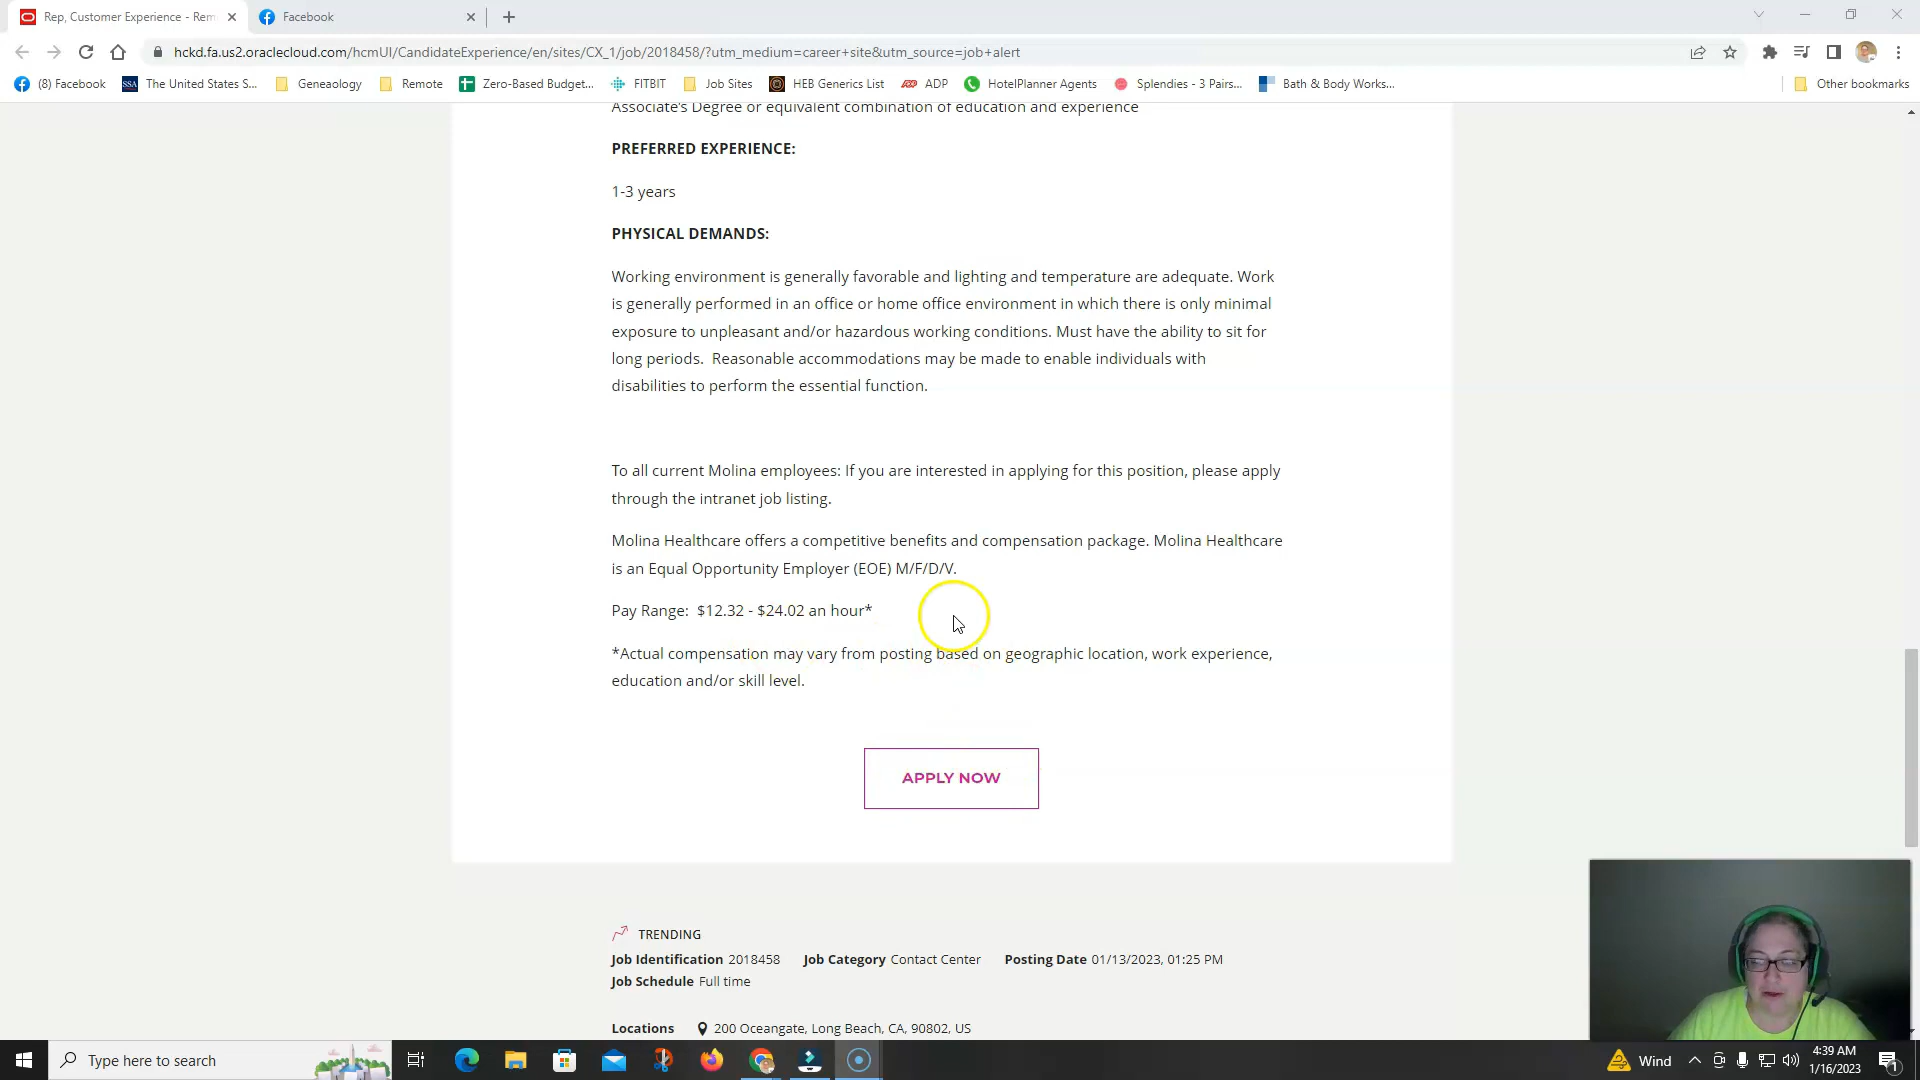 Rep, Customer Experience - Rem
Facebook
hckd.fa.us2.oraclecloud.com/hcmUI/CandidateExperience/en/sites/CX_1/job/2018458/?utm_medium=career+site&utm_source=job+alert
(8) Facebook
SSA
The United States S...
Geneaology
Remote
Zero-Based Budget...
FITBIT
Job Sites
HEB Generics List
ADP
HotelPlanner Agents
Splendies - 3 Pairs...
Bath & Body Works...
Other bookmarks
Associate's Degree or equivalent combination of education and experience
PREFERRED EXPERIENCE:
1-3 years
PHYSICAL DEMANDS:
Working environment is generally favorable and lighting and temperature are adequate. Work
is generally performed in an office or home office environment in which there is only minimal
exposure to unpleasant and/or hazardous working conditions. Must have the ability to sit for
long periods. Reasonable accommodations may be made to enable individuals with
disabilities to perform the essential function.
To all current Molina employees: If you are interested in applying for this position, please apply
through the intranet job listing.
Molina Healthcare offers a competitive benefits and compensation package. Molina Healthcare
is an Equal Opportunity Employer (EOE) M/F/D/V.
Pay Range: $12.32 - $24.02 an hour*
*Actual compensation may vary from posting based on geographic location, work experience,
education and/or skill level.
APPLY NOW
TRENDING
Job Identification 2018458 Job Category Contact Center Posting Date 01/13/2023, 01:25 PM
Job Schedule Full time
Locations 200 Oceangate, Long Beach, CA, 90802, US
Type here to search
Wind
4:39 AM
1/16/2023
1